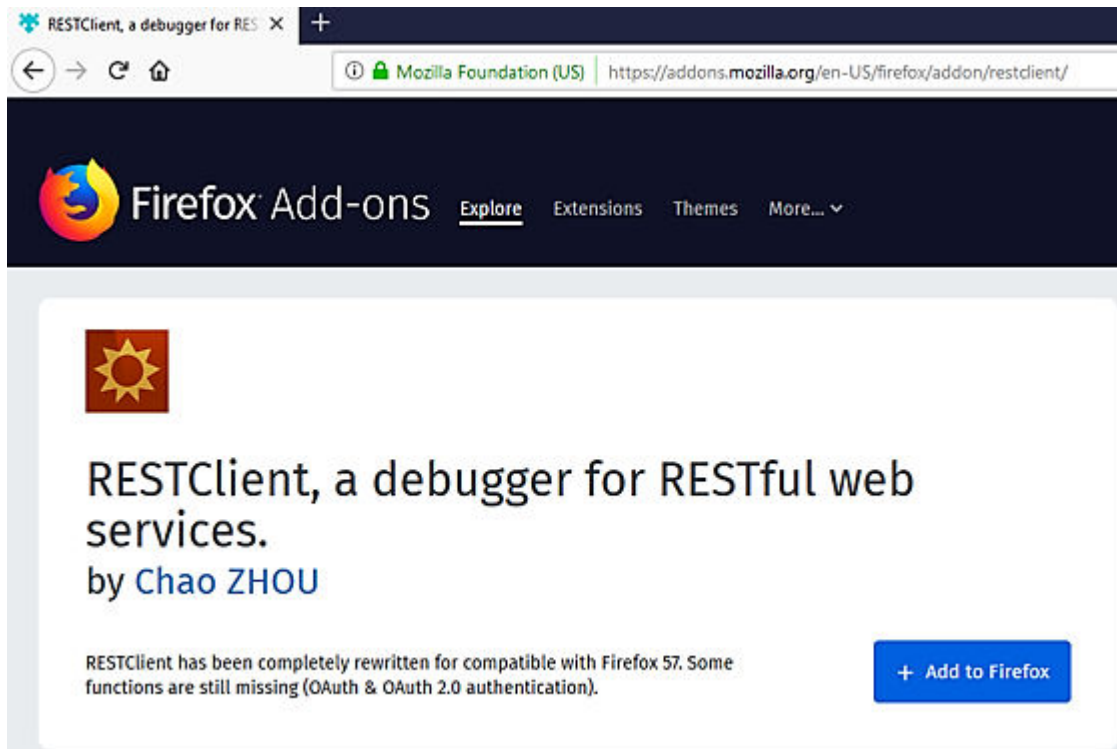 RESTClient, a debugger for RES
Mozilla Foundation (US) https://addons.mozilla.org/en-US/firefox/addon/restclient/
Firefox Add-ons Explore Extensions Themes More...
RESTClient, a debugger for RESTful web
services.
by Chao ZHOU
RESTClient has been completely rewritten for compatible with Firefox 57. Some
functions are still missing (OAuth & OAuth 2.0 authentication).
+ Add to Firefox